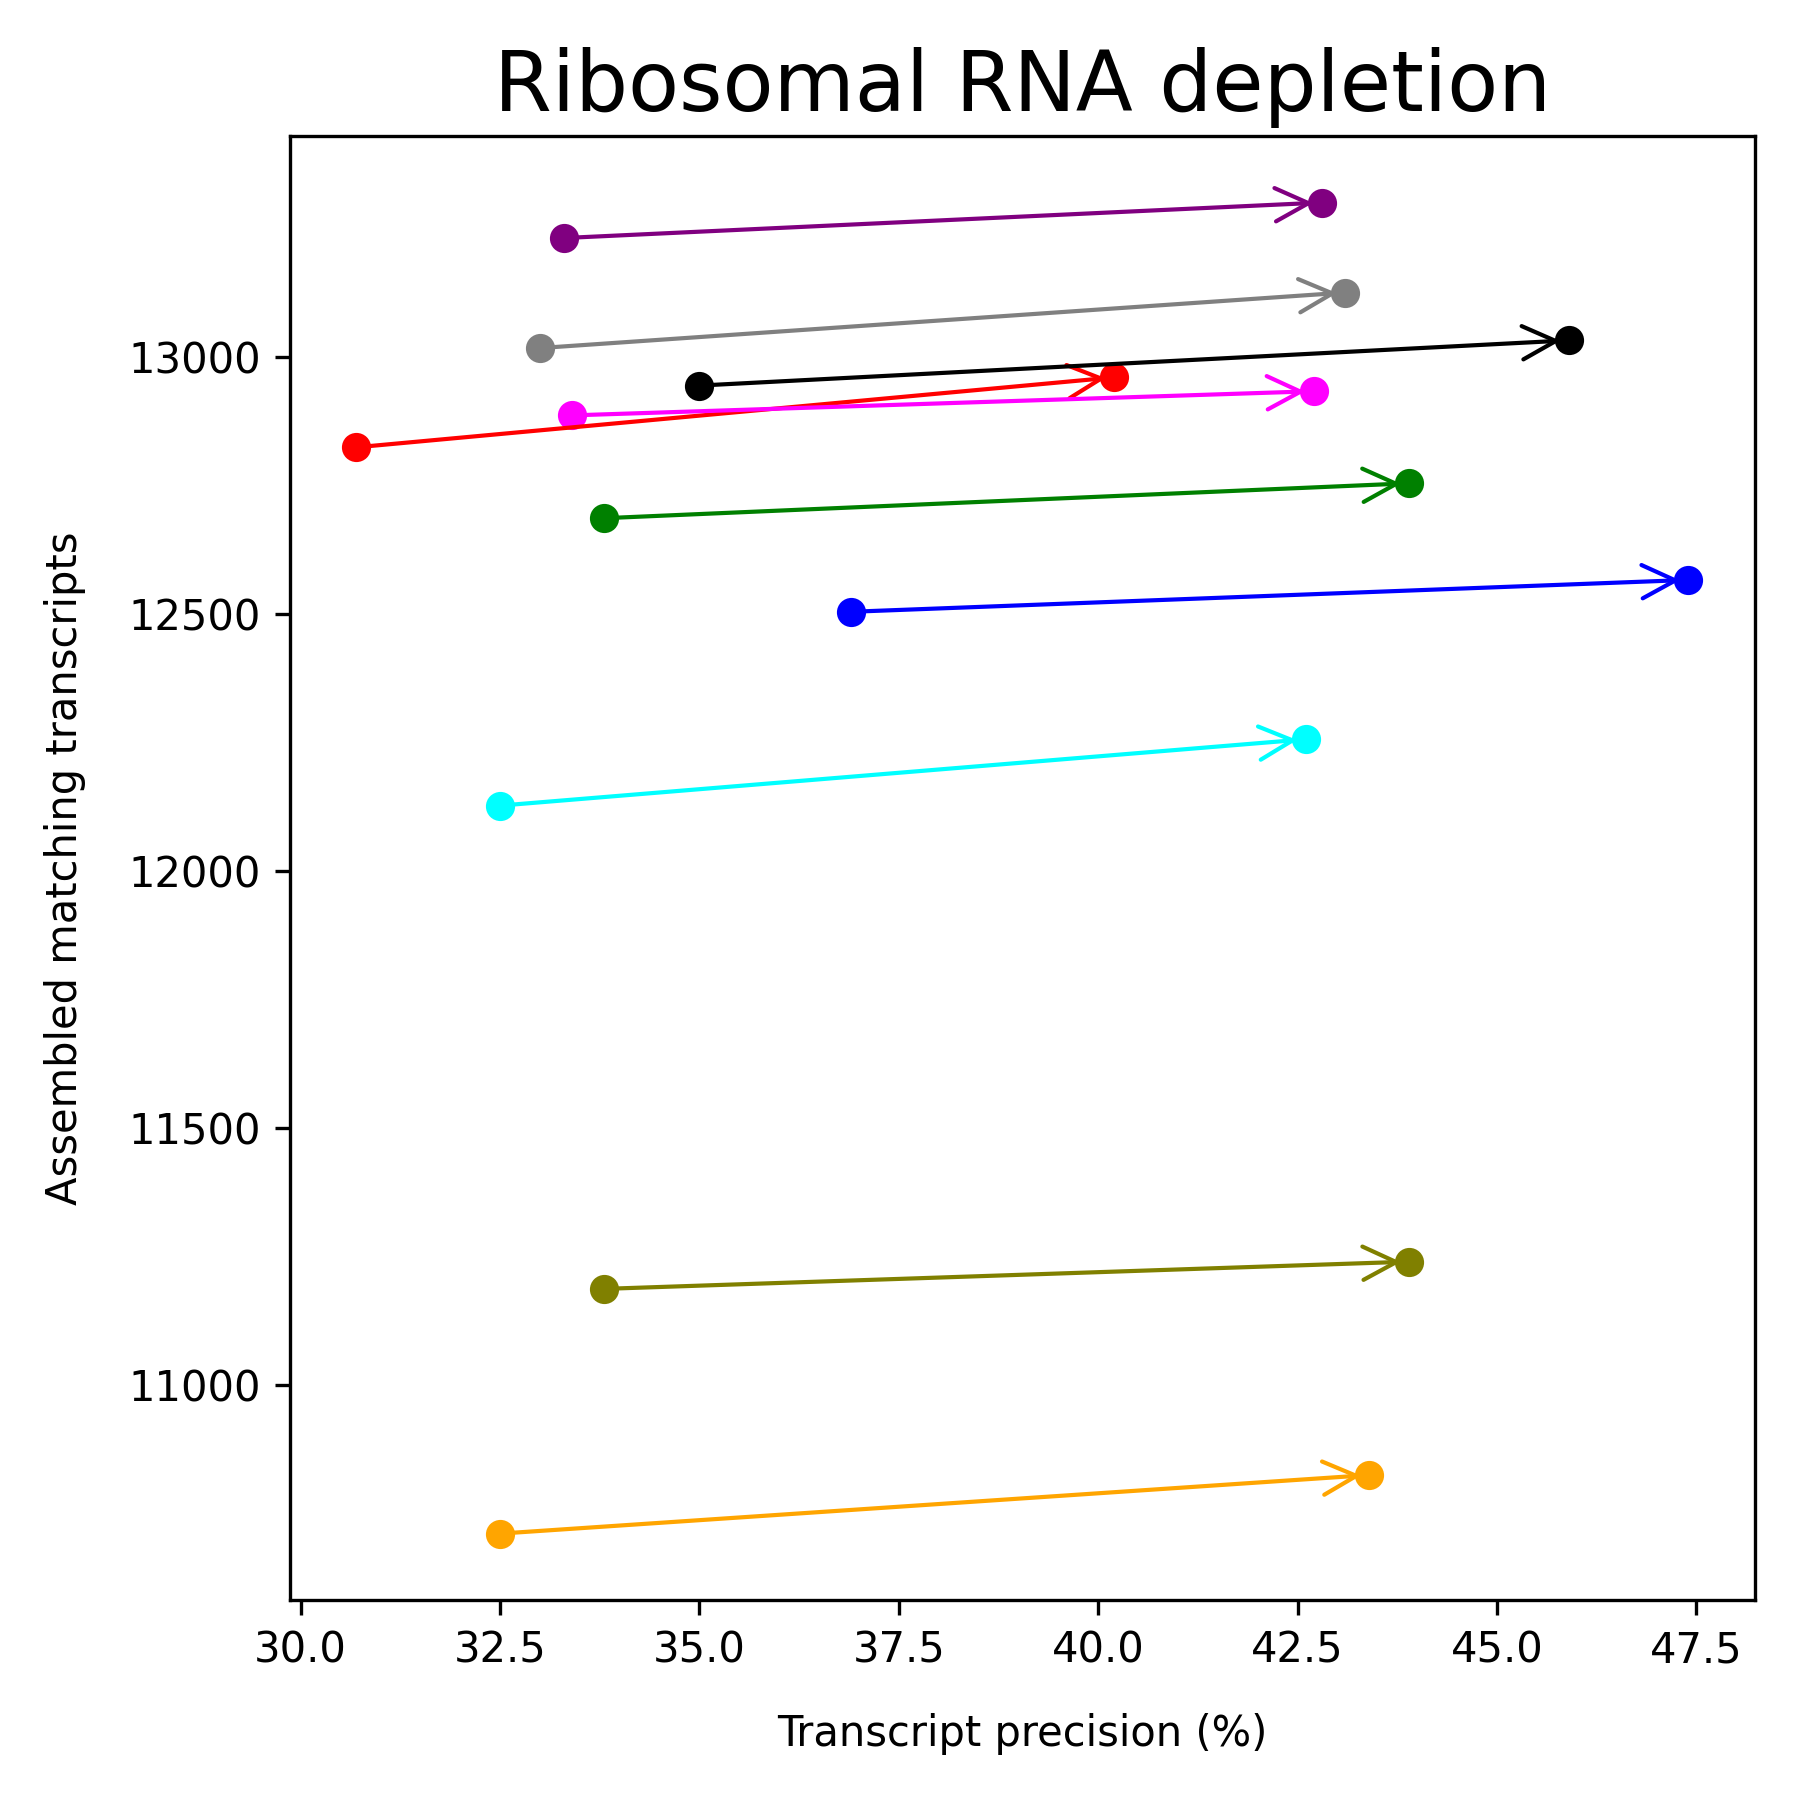 Ribosomal RNA depletion
Assembled matching transcripts
13000
12500
12000
11500
11000
30.0 32.5 35.0 37.5 40.0 42.5 45.0 47.5
Transcript precision (%)